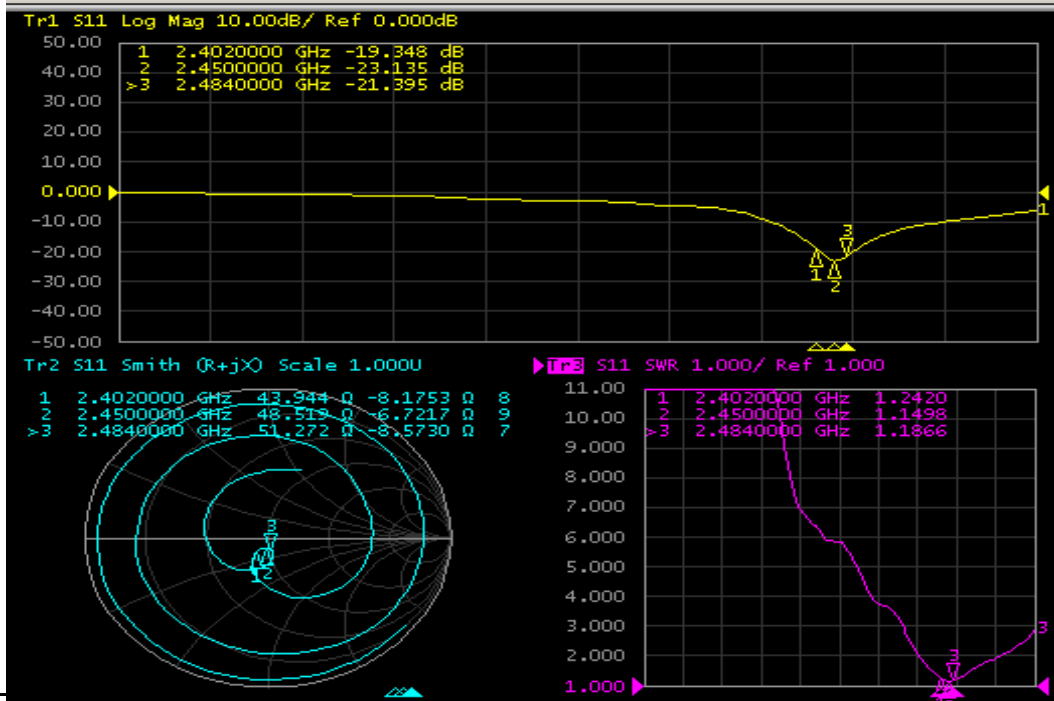 Tr1 S11 Log Mag 10.00dB/ Ref 0.000dB
50.00
1 2.4020000 GHz -19.348 dB
2 2.4500000 GHz -23.135 dB
>3 2.4840000 GHz -21.395 dB
40.00
30.00
20.00
10.00
0.000
-10.00
-20.00
-30.00
-40.00
-50.00
1
3
1
2
Tr2 S11 Smith (R+jX) Scale 1.000U
1 2.4020000 GHz 43.944 Ω -8.1753 Ω 8
2 2.4500000 GHz 48.519 Ω -6.7217 Ω 9
>3 2.4840000 GHz 51.272 Ω -8.5730 Ω 7
3
1 2
Tr3 S11 SWR 1.000/ Ref 1.000
11.00
1 2.4020000 GHz 1.2420
2 2.4500000 GHz 1.1498
>3 2.4840000 GHz 1.1866
10.00
9.000
8.000
7.000
6.000
5.000
4.000
3.000
2.000
1.000
3
3